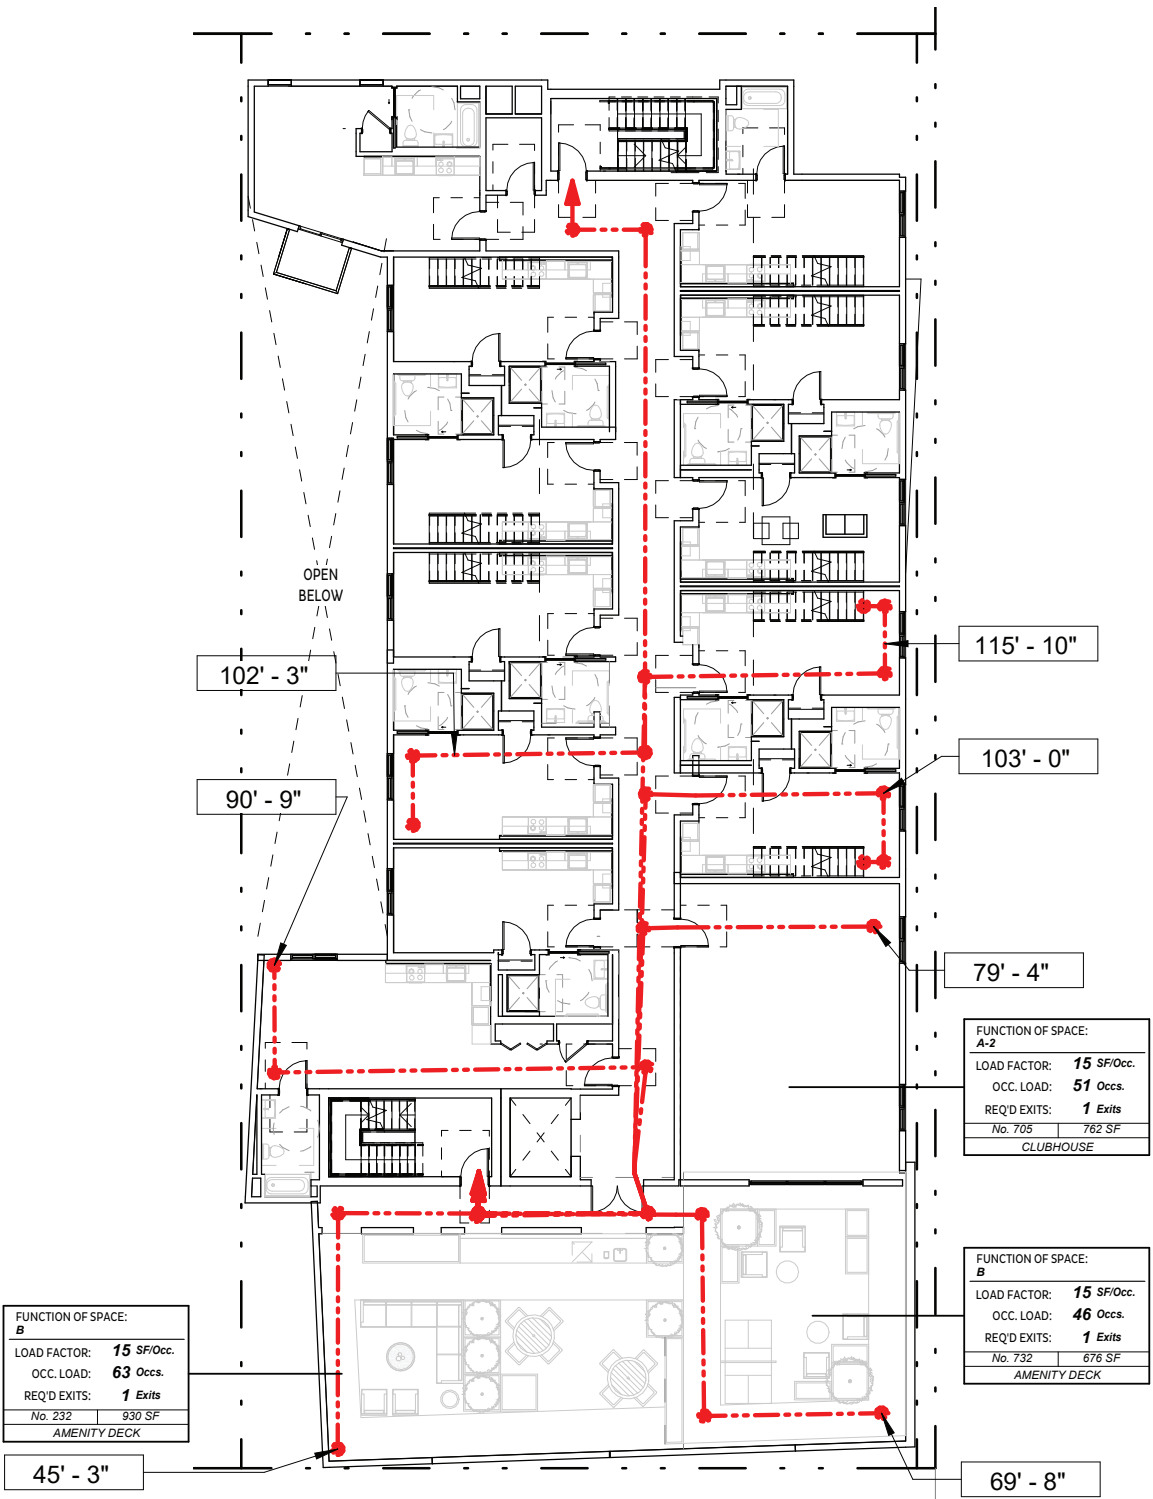 OPEN
BELOW
102' - 3"
115' - 10"
103' - 0"
90' - 9"
79' - 4"
FUNCTION OF SPACE:
A-2
LOAD FACTOR: 15 SF/Occ.
OCC. LOAD: 51 Occs.
REQ'D EXITS: 1 Exits
No. 705 762 SF
CLUBHOUSE
FUNCTION OF SPACE:
B
LOAD FACTOR: 15 SF/Occ.
OCC. LOAD: 46 Occs.
REQ'D EXITS: 1 Exits
No. 732 676 SF
AMENITY DECK
FUNCTION OF SPACE:
B
LOAD FACTOR: 15 SF/Occ.
OCC. LOAD: 63 Occs.
REQ'D EXITS: 1 Exits
No. 232 930 SF
AMENITY DECK
45' - 3"
69' - 8"